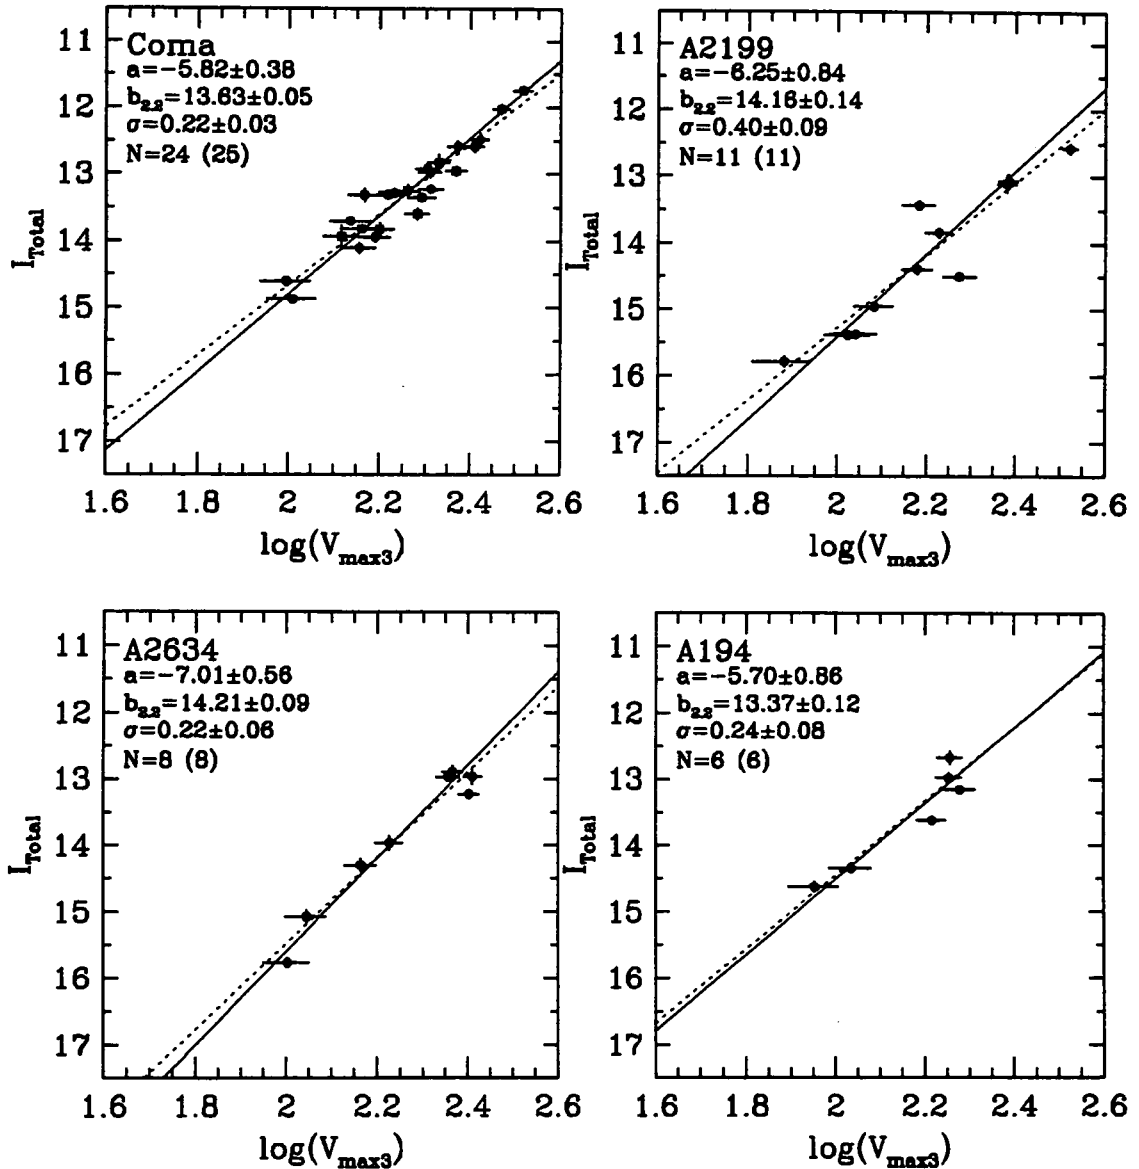 Coma
a=−5.82±0.38
b2.2=13.63±0.05
σ=0.22±0.03
N=24 (25)
11
12
13
14
15
16
17
ITotal
1.6 1.8 2 2.2 2.4 2.6
log(Vmax3)
A2199
a=−6.25±0.84
b2.2=14.16±0.14
σ=0.40±0.09
N=11 (11)
11
12
13
14
15
16
17
ITotal
1.6 1.8 2 2.2 2.4 2.6
log(Vmax3)
A2634
a=−7.01±0.56
b2.2=14.21±0.09
σ=0.22±0.06
N=8 (8)
11
12
13
14
15
16
17
ITotal
1.6 1.8 2 2.2 2.4 2.6
log(Vmax3)
A194
a=−5.70±0.86
b2.2=13.37±0.12
σ=0.24±0.08
N=6 (6)
11
12
13
14
15
16
17
ITotal
1.6 1.8 2 2.2 2.4 2.6
log(Vmax3)